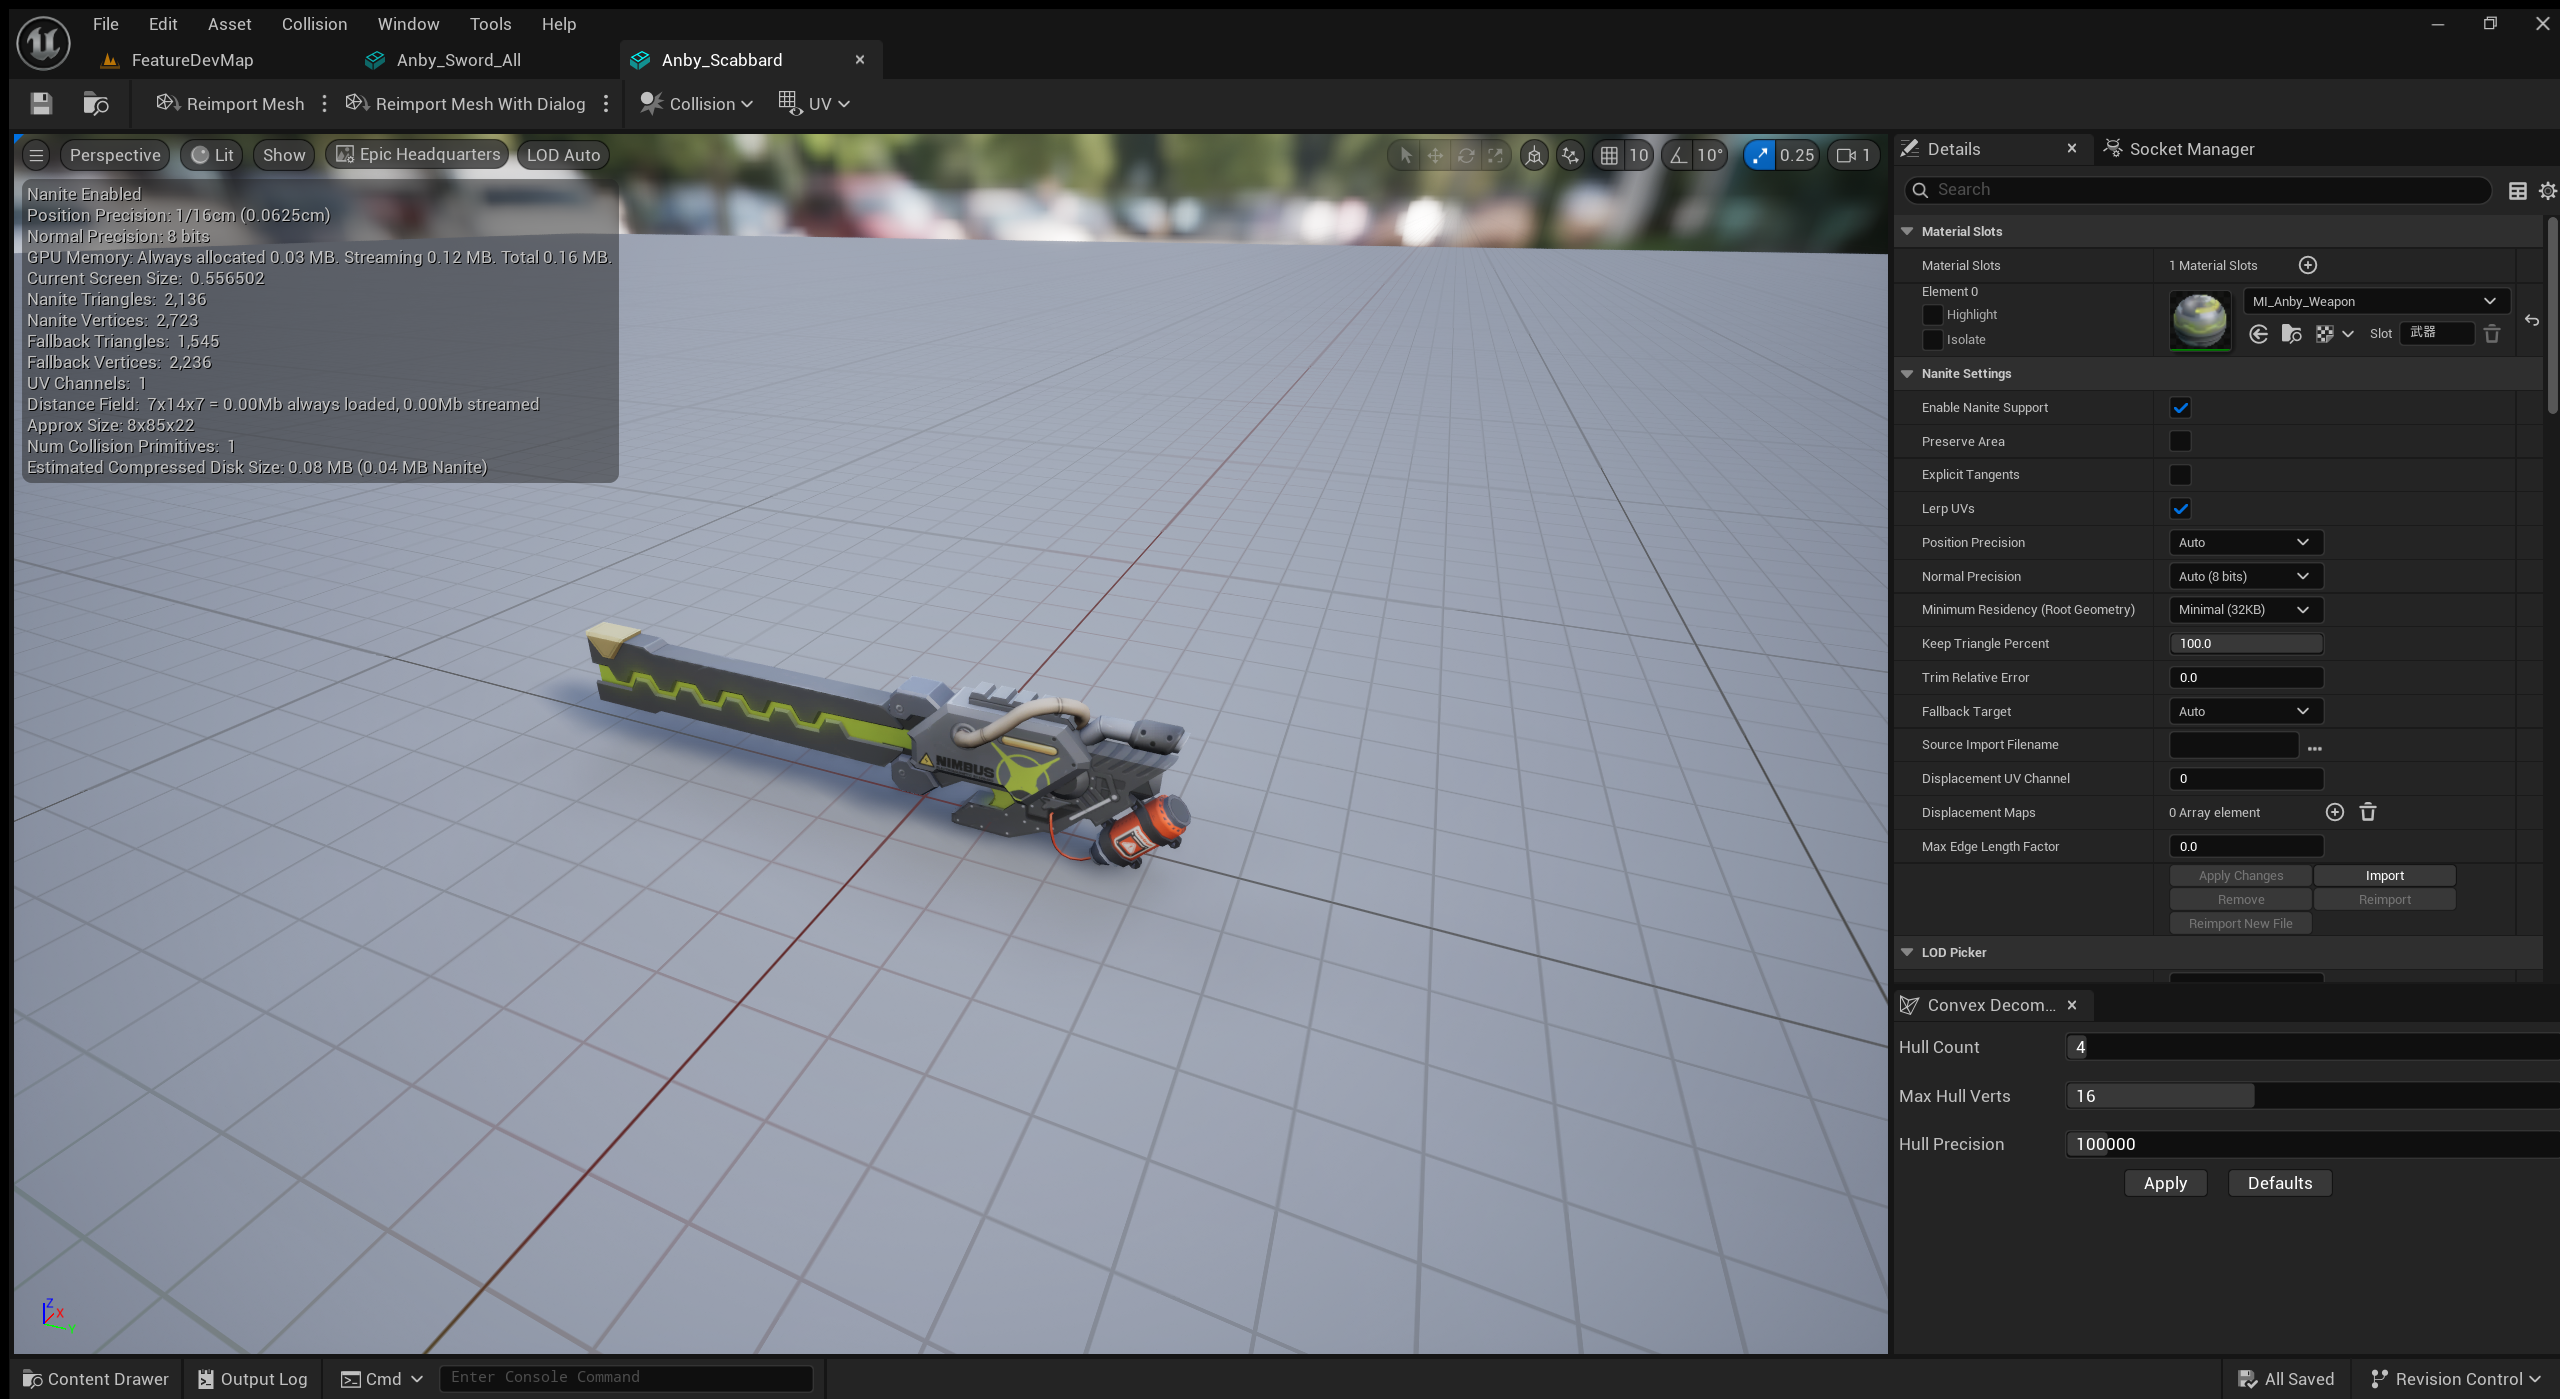 File Edit Asset Collision Window Tools Help
FeatureDevMap Anby_Sword_All Anby_Scabbard
Reimport Mesh Reimport Mesh With Dialog Collision UV
Perspective Lit Show Epic Headquarters LOD Auto 10 10° 0.25 1
Nanite Enabled
Position Precision: 1/16cm (0.0625cm)
Normal Precision: 8 bits
GPU Memory: Always allocated 0.03 MB. Streaming 0.12 MB. Total 0.16 MB.
Current Screen Size: 0.556502
Nanite Triangles: 2,136
Nanite Vertices: 2,723
Fallback Triangles: 1,545
Fallback Vertices: 2,236
UV Channels: 1
Distance Field: 7x14x7 = 0.00Mb always loaded, 0.00Mb streamed
Approx Size: 8x85x22
Num Collision Primitives: 1
Estimated Compressed Disk Size: 0.08 MB (0.04 MB Nanite)
NIMBUS
Z X Y
Details Socket Manager
Search
Material Slots
Material Slots 1 Material Slots
Element 0 MI_Anby_Weapon
Highlight
Slot 武器
Isolate
Nanite Settings
Enable Nanite Support
Preserve Area
Explicit Tangents
Lerp UVs
Position Precision Auto
Normal Precision Auto (8 bits)
Minimum Residency (Root Geometry) Minimal (32KB)
Keep Triangle Percent 100.0
Trim Relative Error 0.0
Fallback Target Auto
Source Import Filename ...
Displacement UV Channel 0
Displacement Maps 0 Array element
Max Edge Length Factor 0.0
Apply Changes Import
Remove Reimport
Reimport New File
LOD Picker
Convex Decom...
Hull Count 4
Max Hull Verts 16
Hull Precision 100000
Apply Defaults
Content Drawer Output Log Cmd Enter Console Command All Saved Revision Control